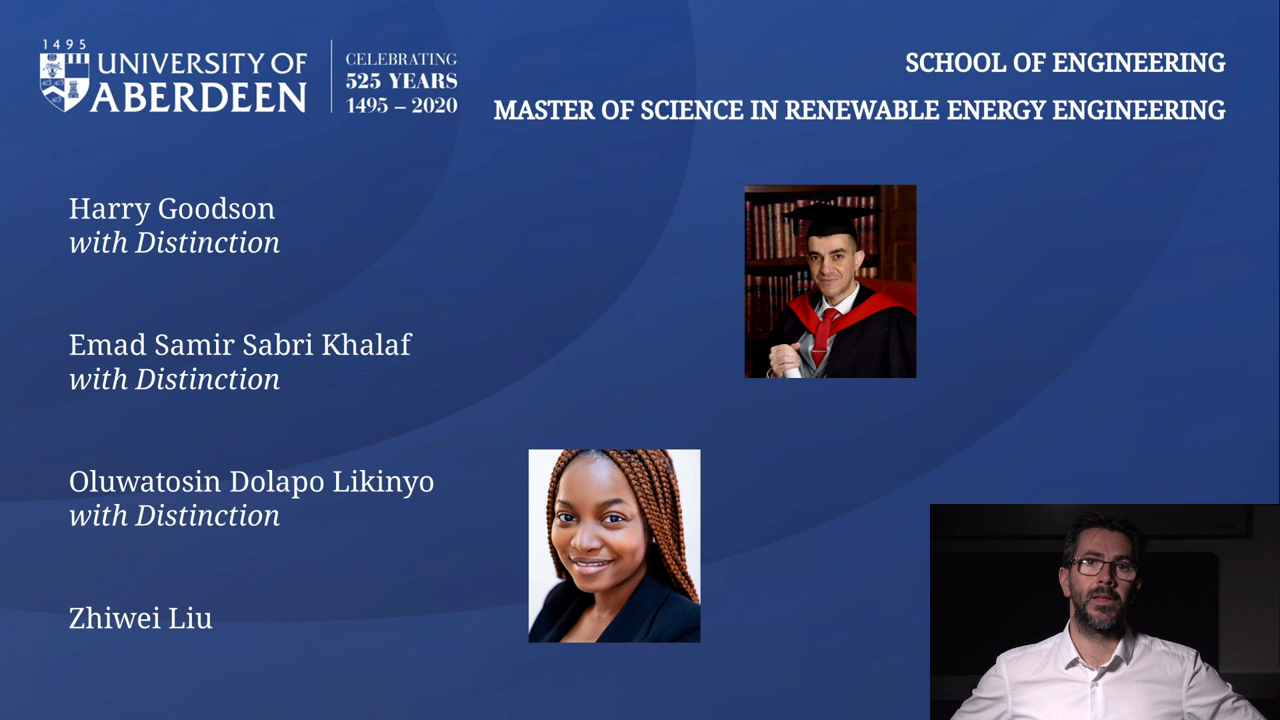 1495
UNIVERSITY OF
ABERDEEN
CELEBRATING
525 YEARS
1495 – 2020
SCHOOL OF ENGINEERING
MASTER OF SCIENCE IN RENEWABLE ENERGY ENGINEERING
Harry Goodson
with Distinction
Emad Samir Sabri Khalaf
with Distinction
Oluwatosin Dolapo Likinyo
with Distinction
Zhiwei Liu